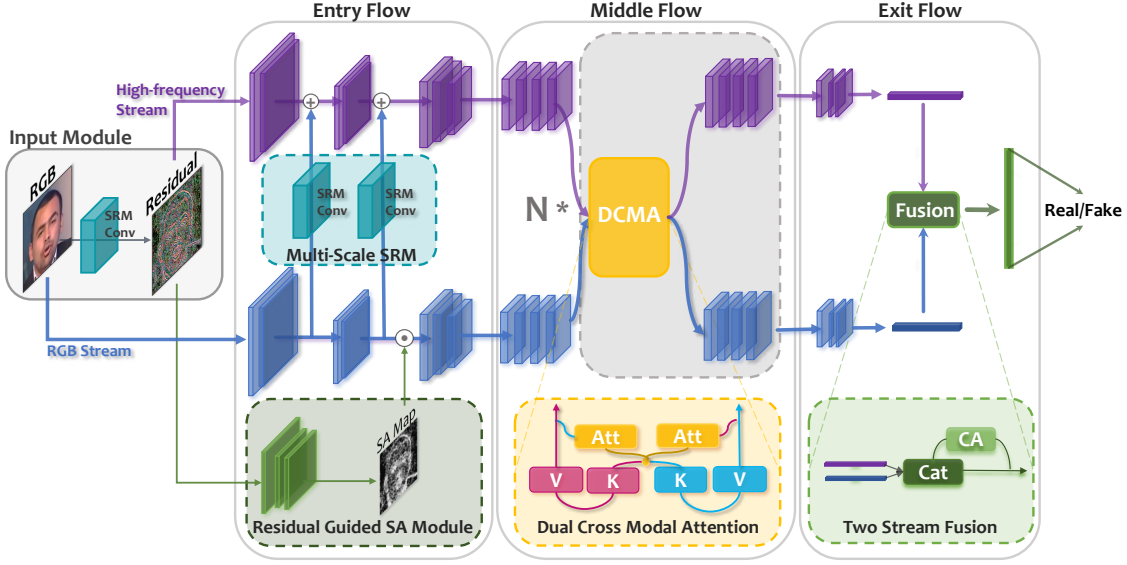 Entry Flow
Middle Flow
Exit Flow
High-frequency
Stream
Input Module
RGB
SRM
Conv
Residual
SRM
Conv
SRM
Conv
Multi-Scale SRM
N *
DCMA
Fusion
Real/Fake
RGB Stream
SA Map
Residual Guided SA Module
Att
Att
V
K
K
V
Dual Cross Modal Attention
CA
Cat
Two Stream Fusion